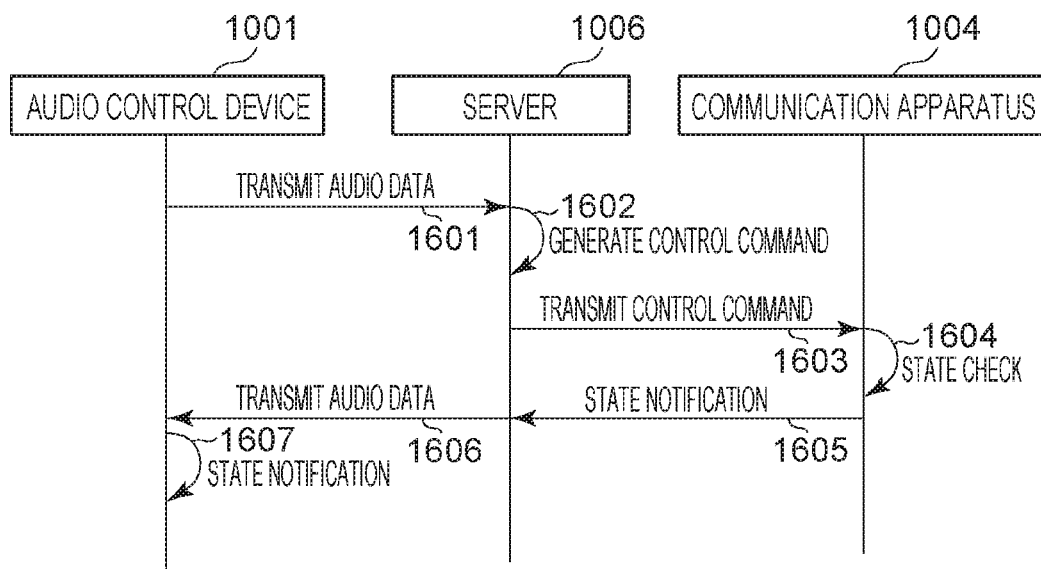 1001
1006
1004
AUDIO CONTROL DEVICE
SERVER
COMMUNICATION APPARATUS
TRANSMIT AUDIO DATA
1601
1602
GENERATE CONTROL COMMAND
TRANSMIT CONTROL COMMAND
1603
1604
STATE CHECK
TRANSMIT AUDIO DATA
STATE NOTIFICATION
1607
1606
1605
STATE NOTIFICATION